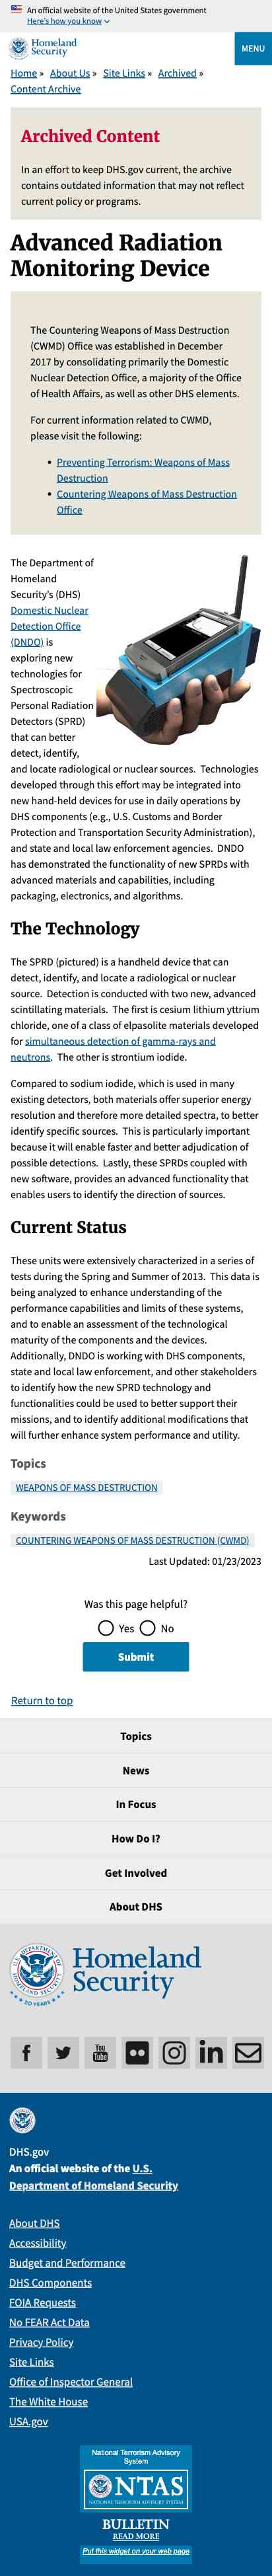 An official website of the United States government
Here's how you know
Homeland
Security
MENU
Home » About Us » Site Links » Archived »
Content Archive
Archived Content
In an effort to keep DHS.gov current, the archive
contains outdated information that may not reflect
current policy or programs.
Advanced Radiation
Monitoring Device
The Countering Weapons of Mass Destruction
(CWMD) Office was established in December
2017 by consolidating primarily the Domestic
Nuclear Detection Office, a majority of the Office
of Health Affairs, as well as other DHS elements.
For current information related to CWMD,
please visit the following:
• Preventing Terrorism: Weapons of Mass
Destruction
• Countering Weapons of Mass Destruction
Office
The Department of
Homeland
Security's (DHS)
Domestic Nuclear
Detection Office
(DNDO) is
exploring new
technologies for
Spectroscopic
Personal Radiation
Detectors (SPRD)
that can better
detect, identify,
and locate radiological or nuclear sources. Technologies
developed through this effort may be integrated into
new hand-held devices for use in daily operations by
DHS components (e.g., U.S. Customs and Border
Protection and Transportation Security Administration),
and state and local law enforcement agencies. DNDO
has demonstrated the functionality of new SPRDs with
advanced materials and capabilities, including
packaging, electronics, and algorithms.
The Technology
The SPRD (pictured) is a handheld device that can
detect, identify, and locate a radiological or nuclear
source. Detection is conducted with two new, advanced
scintillating materials. The first is cesium lithium yttrium
chloride, one of a class of elpasolite materials developed
for simultaneous detection of gamma-rays and
neutrons. The other is strontium iodide.
Compared to sodium iodide, which is used in many
existing detectors, both materials offer superior energy
resolution and therefore more detailed spectra, to better
identify specific sources. This is particularly important
because it will enable faster and better adjudication of
possible detections. Lastly, these SPRDs coupled with
new software, provides an advanced functionality that
enables users to identify the direction of sources.
Current Status
These units were extensively characterized in a series of
tests during the Spring and Summer of 2013. This data is
being analyzed to enhance understanding of the
performance capabilities and limits of these systems,
and to enable an assessment of the technological
maturity of the components and the devices.
Additionally, DNDO is working with DHS components,
state and local law enforcement, and other stakeholders
to identify how the new SPRD technology and
functionalities could be used to better support their
missions, and to identify additional modifications that
will further enhance system performance and utility.
Topics
WEAPONS OF MASS DESTRUCTION
Keywords
COUNTERING WEAPONS OF MASS DESTRUCTION (CWMD)
Last Updated: 01/23/2023
Was this page helpful?
Yes No
Submit
Return to top
Topics
News
In Focus
How Do I?
Get Involved
About DHS
Homeland
Security
20 YEARS
You
Tube
DHS.gov
An official website of the U.S.
Department of Homeland Security
About DHS
Accessibility
Budget and Performance
DHS Components
FOIA Requests
No FEAR Act Data
Privacy Policy
Site Links
Office of Inspector General
The White House
USA.gov
National Terrorism Advisory
System
NTAS
NATIONAL TERRORISM ADVISORY SYSTEM
BULLETIN
READ MORE
Put this widget on your web page